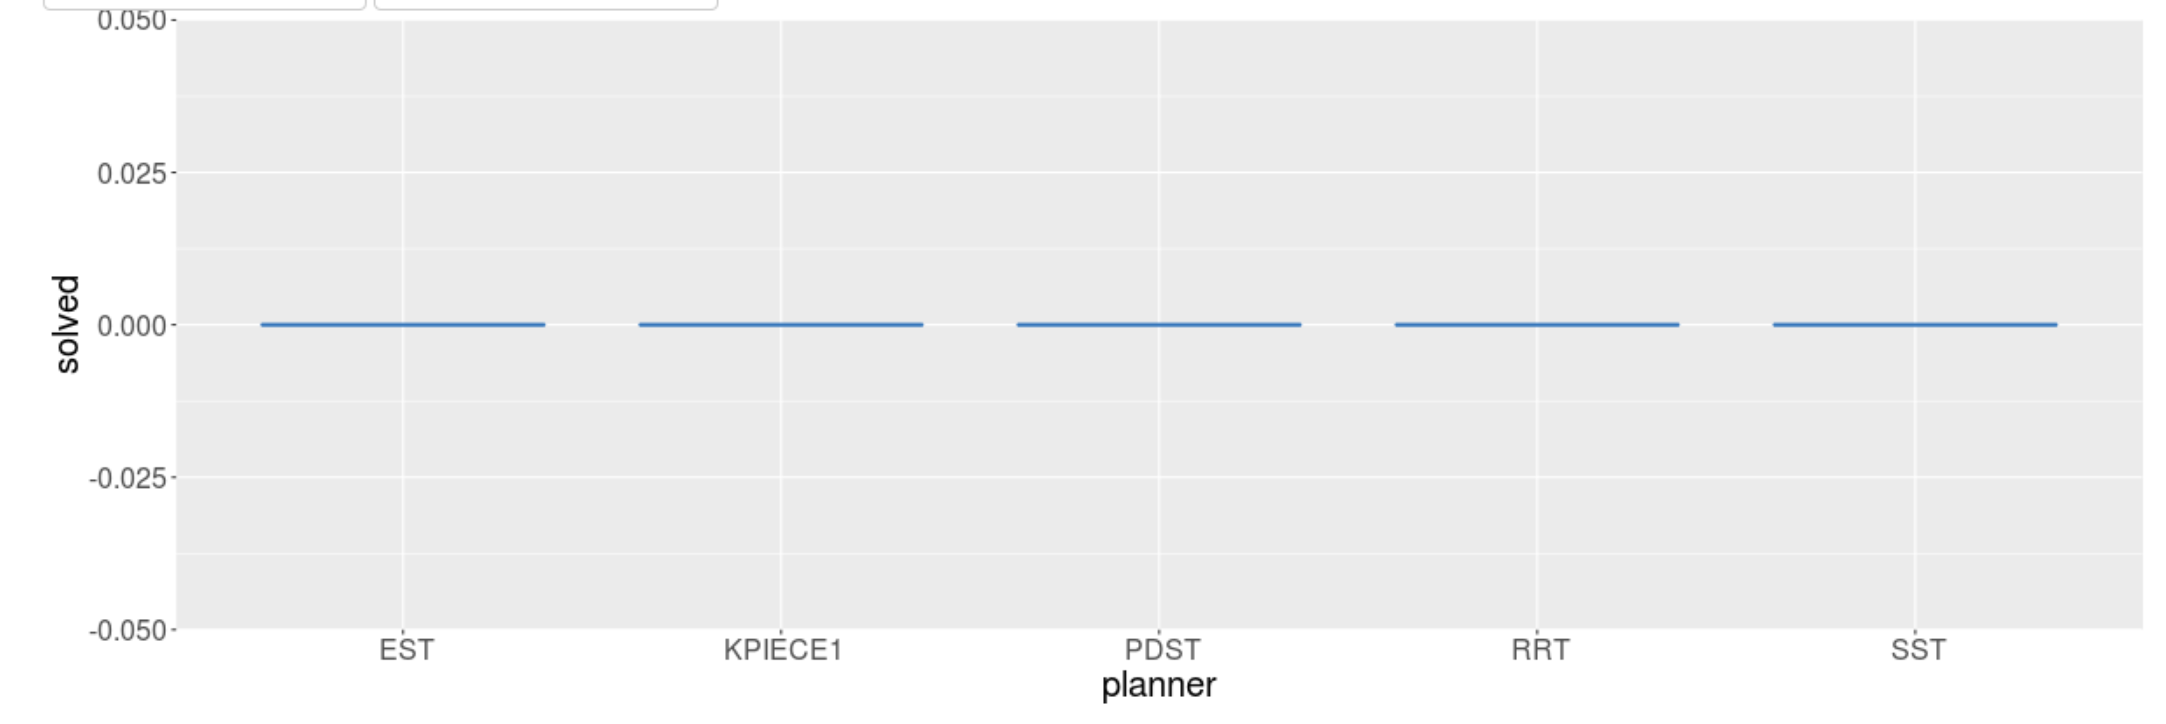 0.050
0.025
0.000
-0.025
-0.050
solved
EST KPIECE1 PDST RRT SST
planner